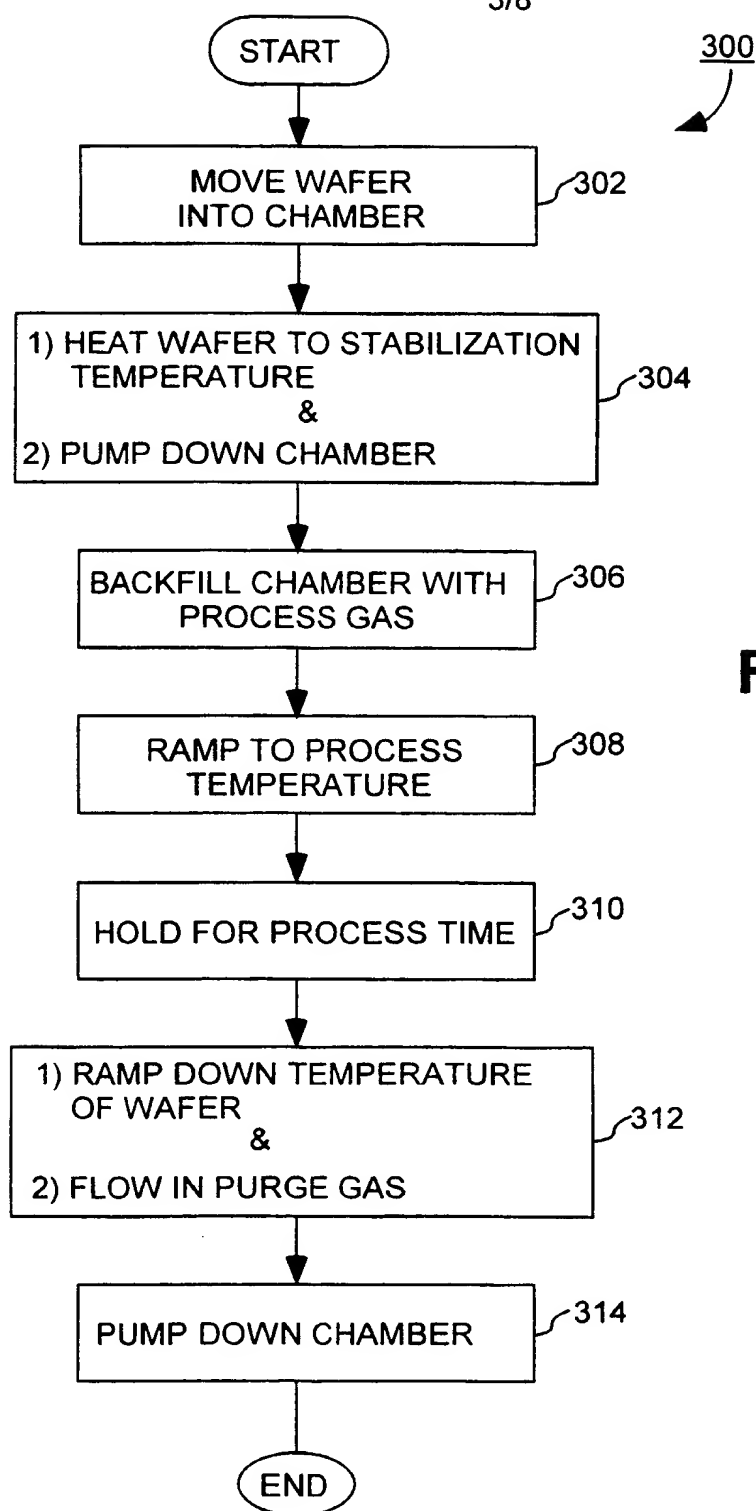 3/8
START
300
MOVE WAFER
INTO CHAMBER
302
1) HEAT WAFER TO STABILIZATION
TEMPERATURE
&
2) PUMP DOWN CHAMBER
304
BACKFILL CHAMBER WITH
PROCESS GAS
306
RAMP TO PROCESS
TEMPERATURE
308
HOLD FOR PROCESS TIME
310
1) RAMP DOWN TEMPERATURE
OF WAFER
&
2) FLOW IN PURGE GAS
312
PUMP DOWN CHAMBER
314
END